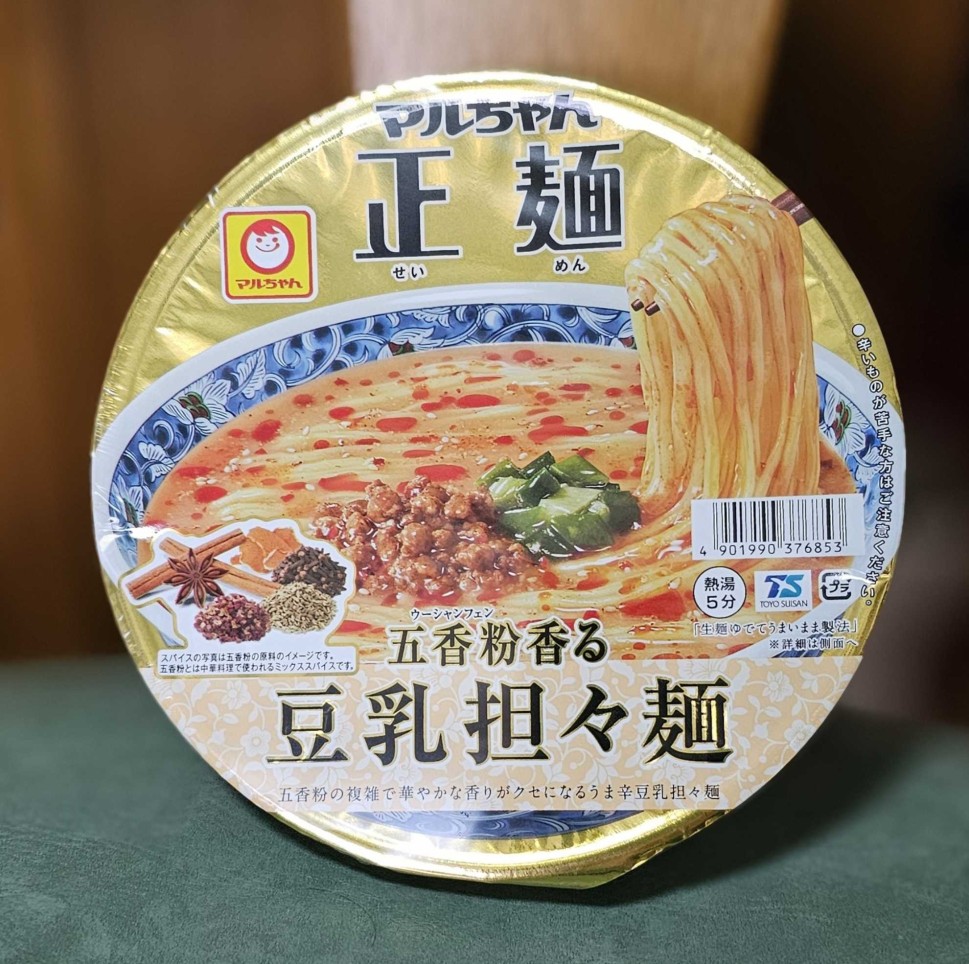 マルちゃん
正麺
せい めん
マルちゃん
●辛いものが苦手な方はご注意ください。
4 901990 376853
熱湯
5分
TS
TOYO SUISAN
プラ
「生麺ゆでてうまいまま製法」
※詳細は側面へ
スパイスの写真は五香粉の原料のイメージです。
五香粉とは中華料理で使われるミックススパイスです。
ウーシャンフェン
五香粉香る
豆乳担々麺
五香粉の複雑で華やかな香りがクセになるうま辛豆乳担々麺